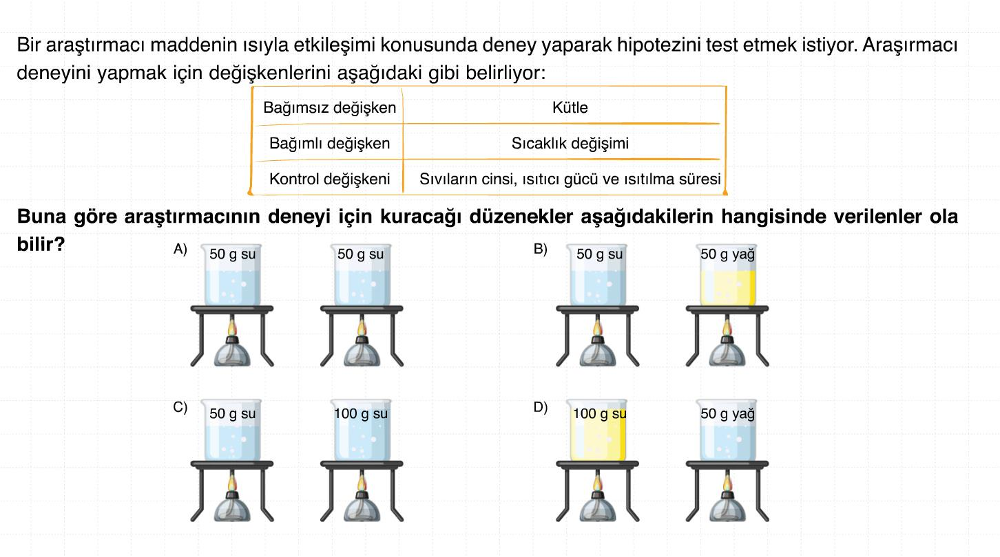 Bir araştırmacı maddenin ısıyla etkileşimi konusunda deney yaparak hipotezini test etmek istiyor. Araşırmacı
deneyini yapmak için değişkenlerini aşağıdaki gibi belirliyor:
Bağımsız değişken Kütle
Bağımlı değişken Sıcaklık değişimi
Kontrol değişkeni Sıvıların cinsi, ısıtıcı gücü ve ısıtılma süresi
Buna göre araştırmacının deneyi için kuracağı düzenekler aşağıdakilerin hangisinde verilenler ola
bilir?
A) 50 g su 50 g su
B) 50 g su 50 g yağ
C) 50 g su 100 g su
D) 100 g su 50 g yağ